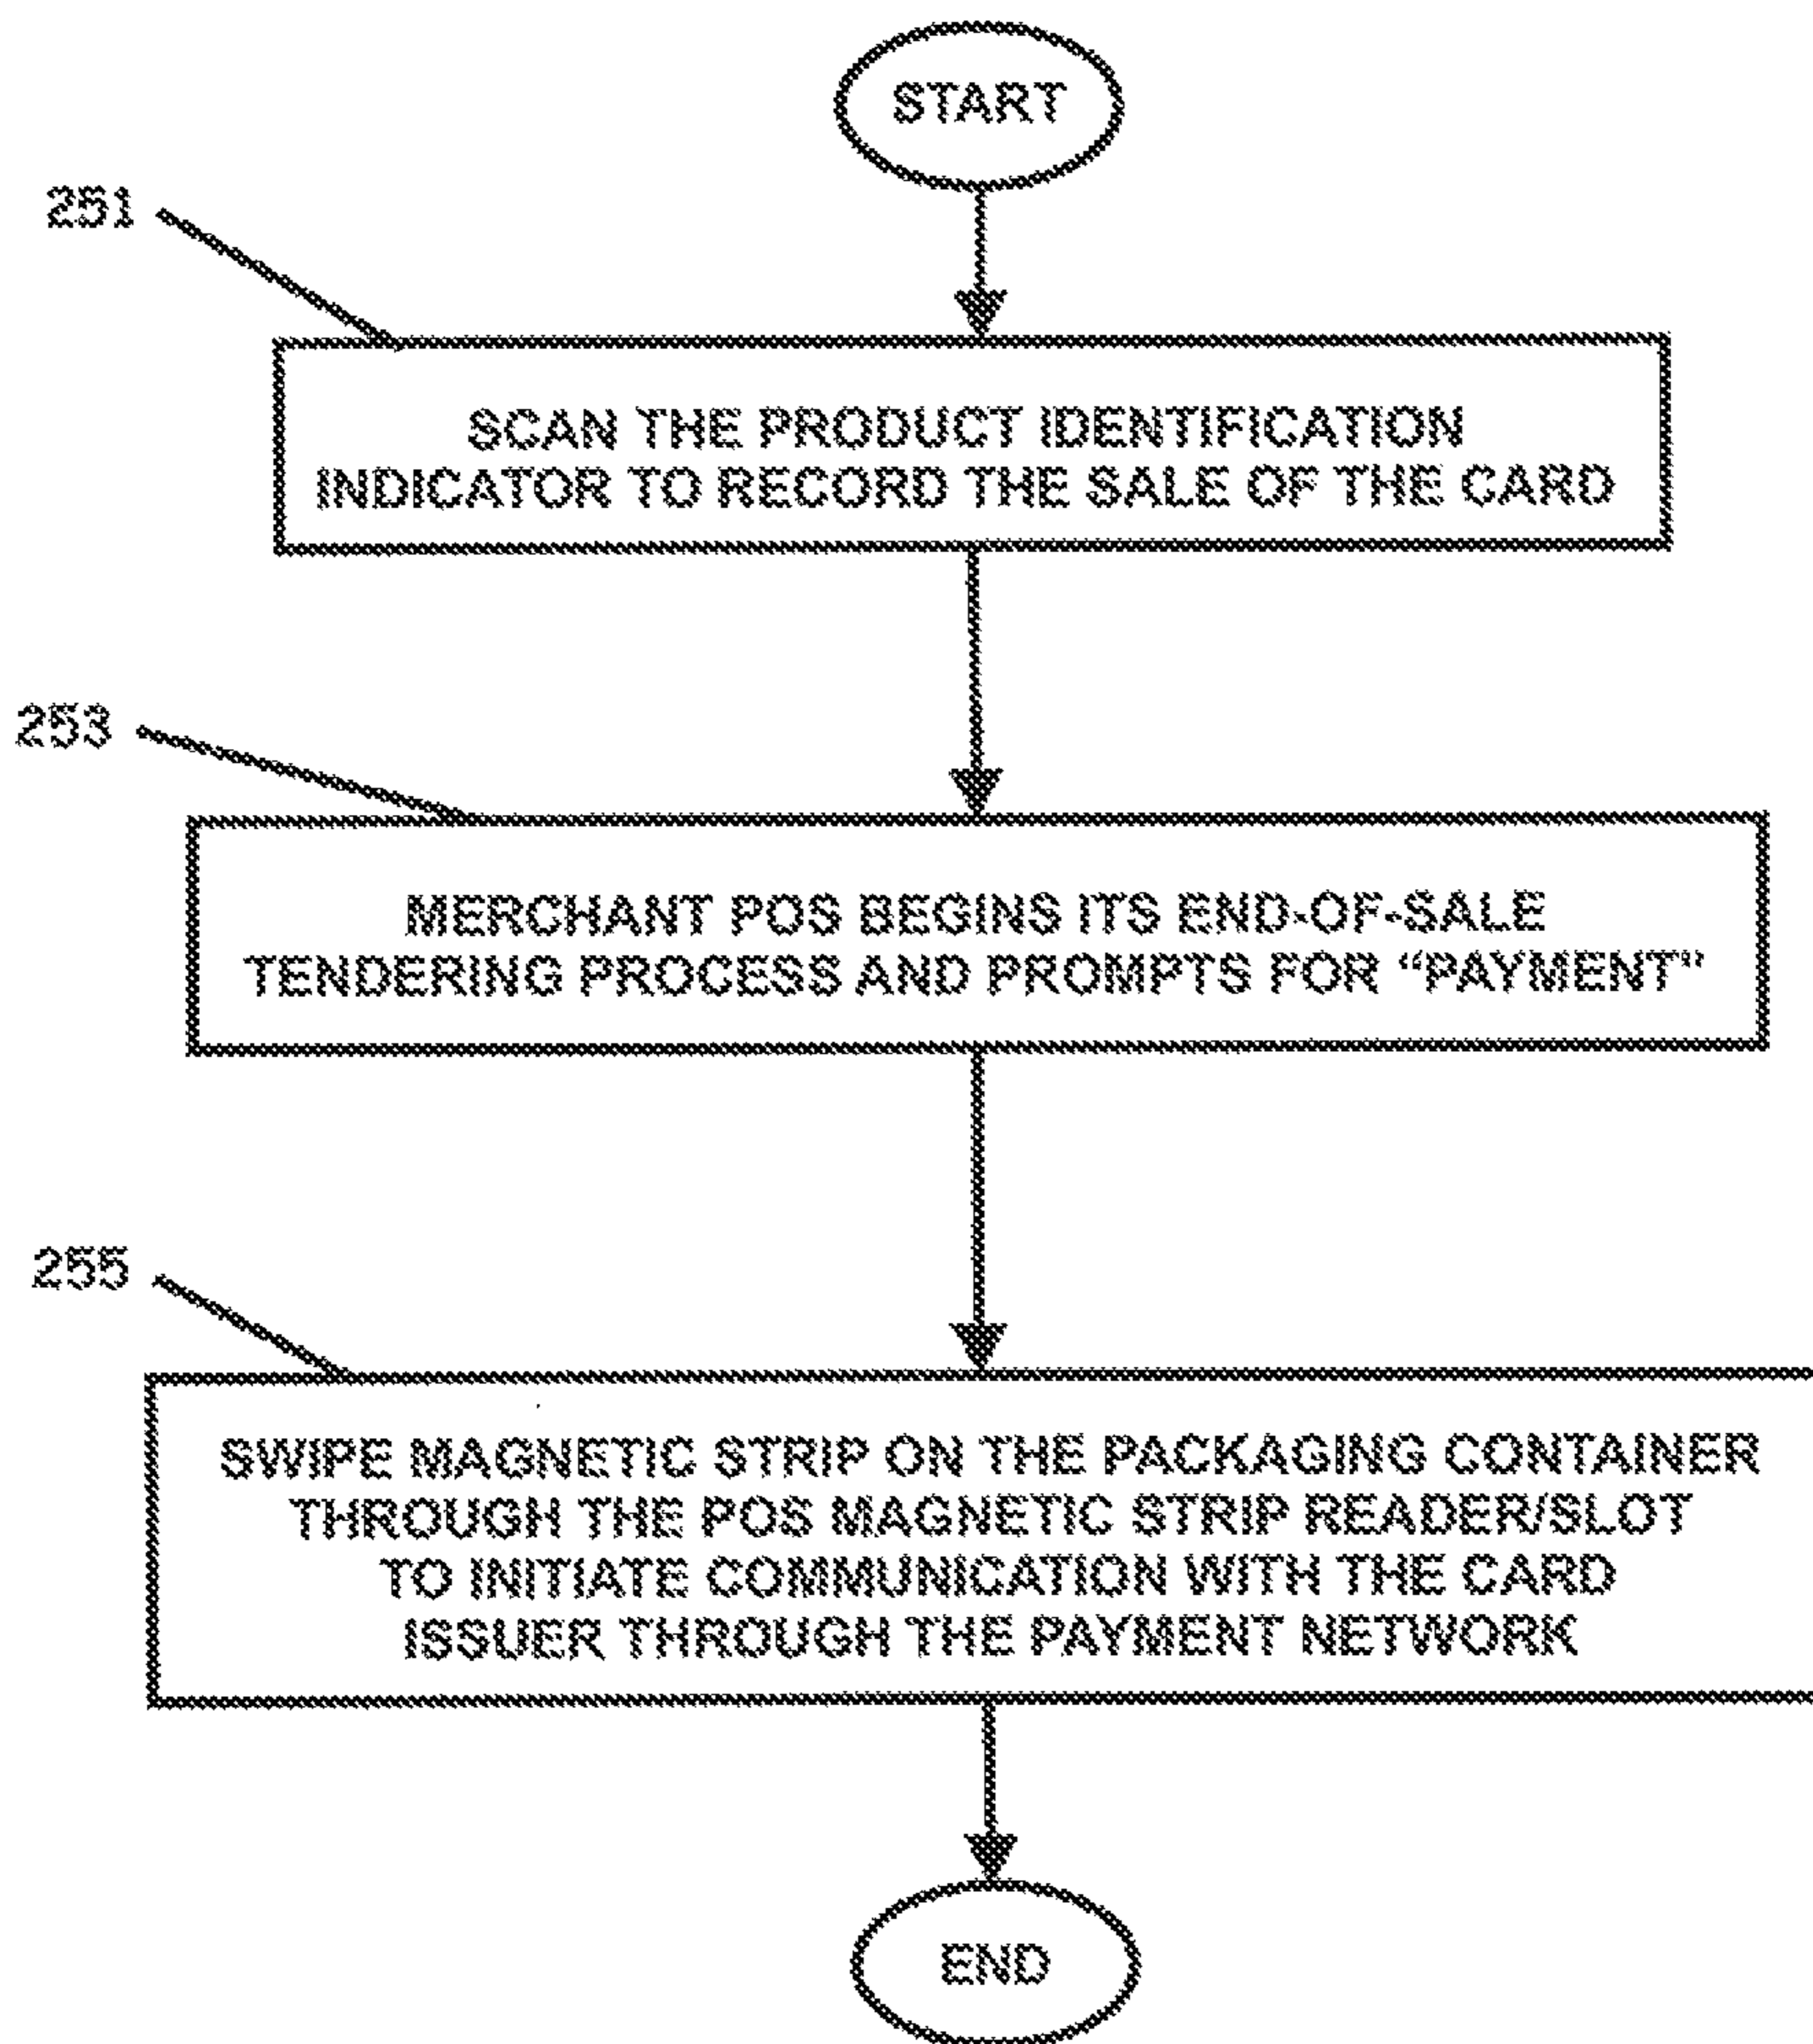 START
251
SCAN THE PRODUCT IDENTIFICATION
INDICATOR TO RECORD THE SALE OF THE CARD
253
MERCHANT POS BEGINS ITS END-OF-SALE
TENDERING PROCESS AND PROMPTS FOR “PAYMENT”
255
SWIPE MAGNETIC STRIP ON THE PACKAGING CONTAINER
THROUGH THE POS MAGNETIC STRIP READER/SLOT
TO INITIATE COMMUNICATION WITH THE CARD
ISSUER THROUGH THE PAYMENT NETWORK
END